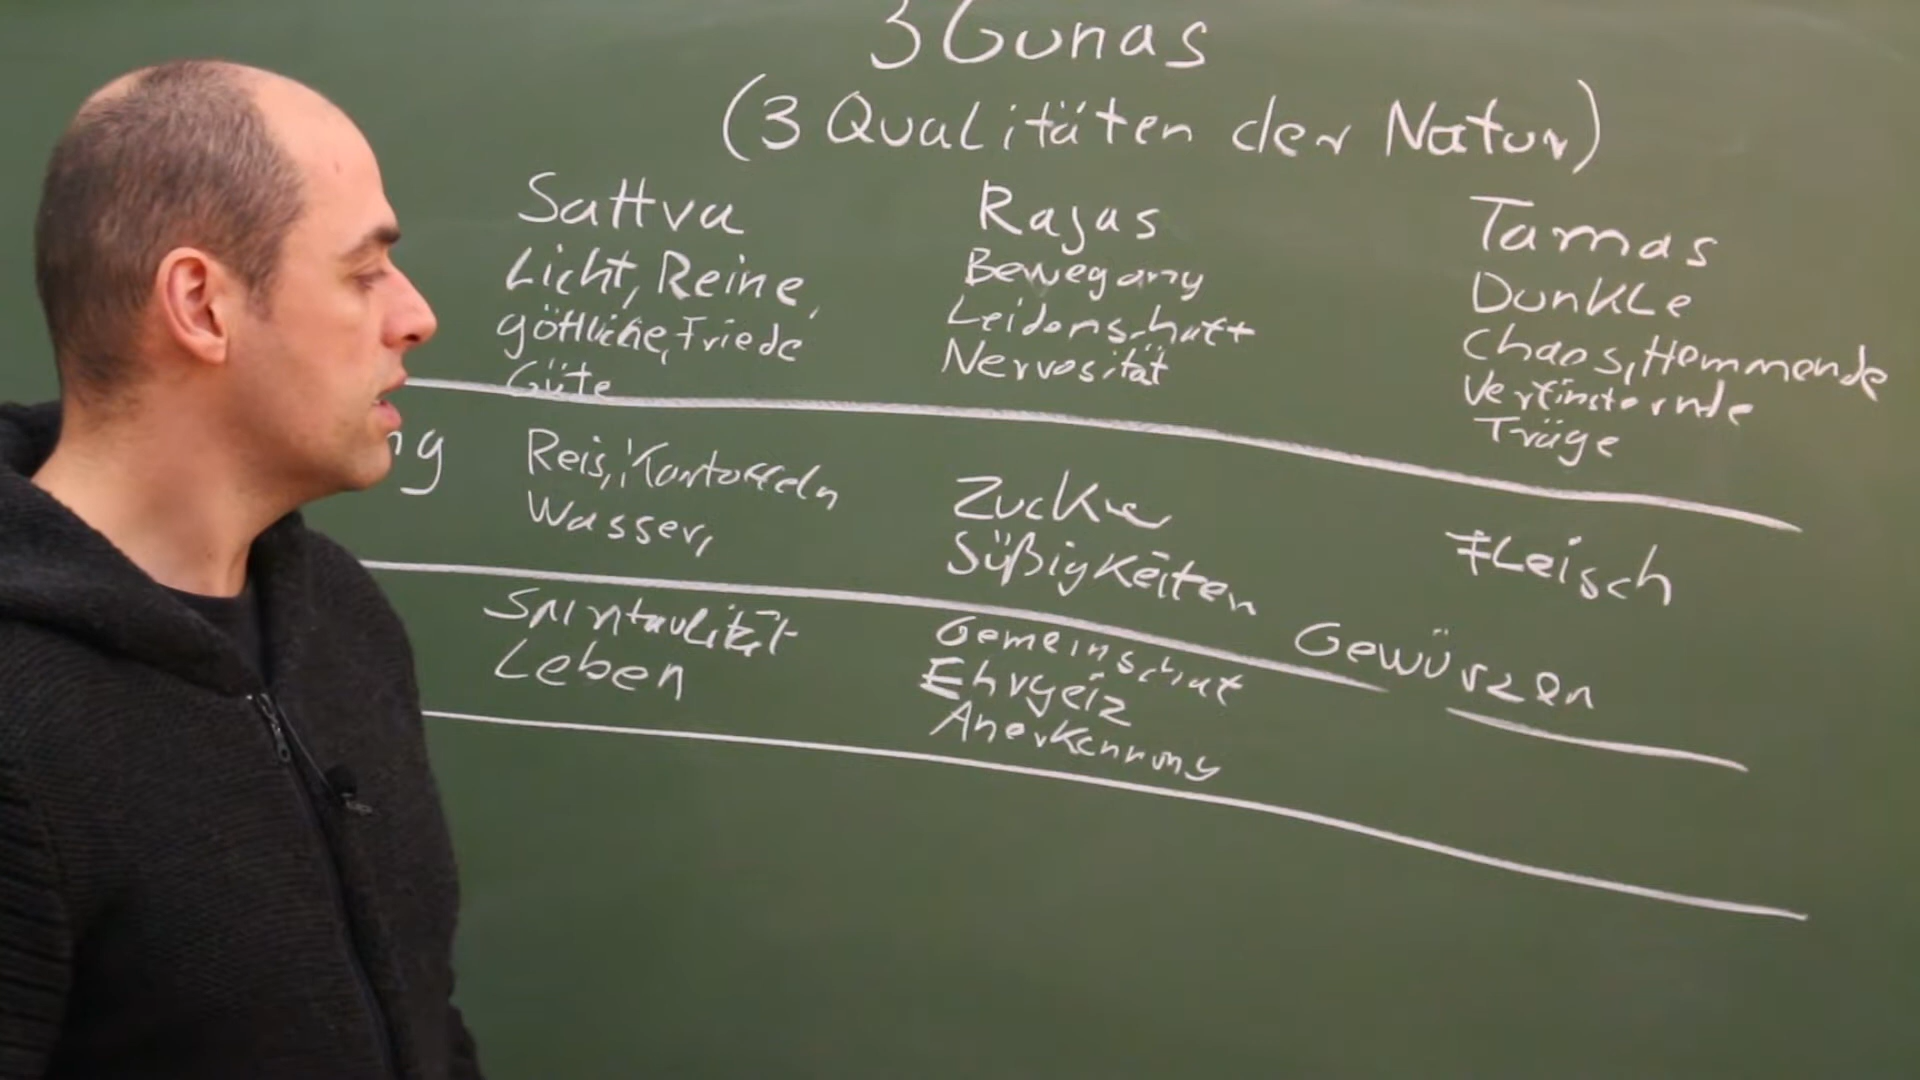 3 Gunas
(3 Qualitäten der Natur)
Sattva
Licht, Reine,
göttliche, Friede
Güte
Rajas
Bewegung
Leidenschaft
Nervosität
Tamas
Dunkle
Chaos, Hemmende
Verfinsternde
Träge
ng
Reis, Kartoffeln
Wasser,
Zucker
Süßigkeiten
Fleisch
Gewürzen
Spiritualität
Leben
Gemeinschaft
Ehrgeiz
Anerkennung